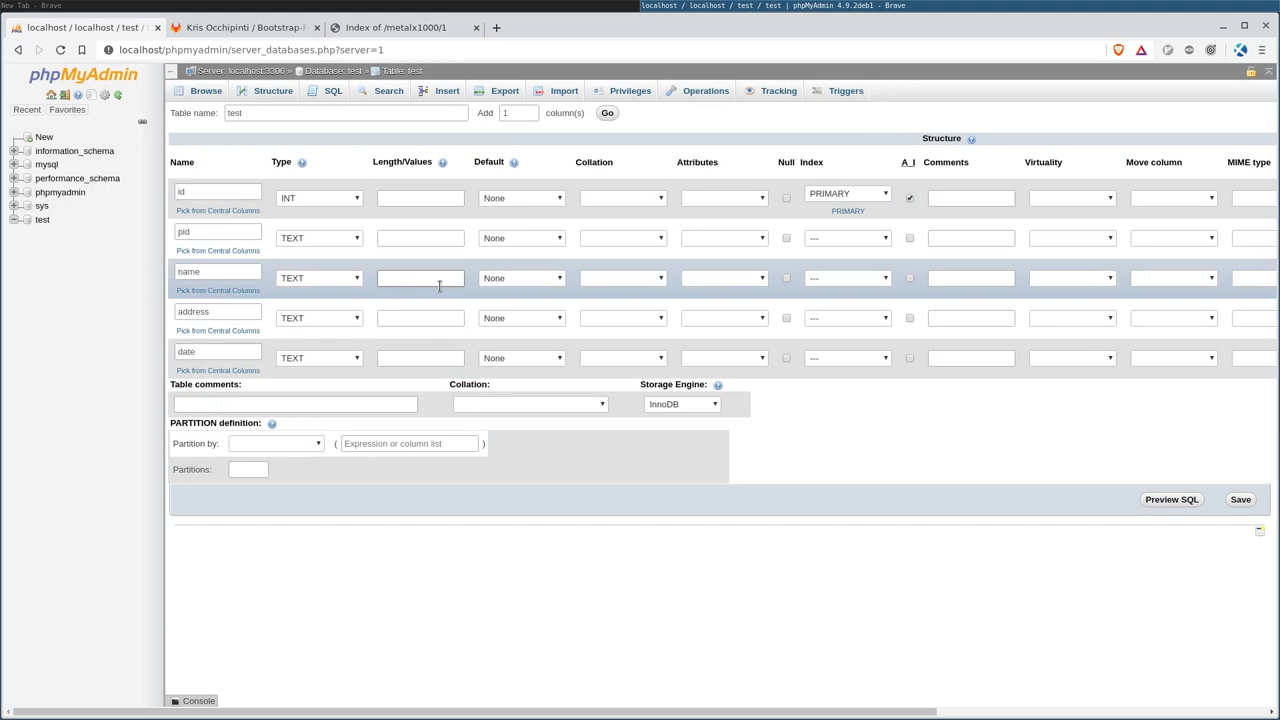 New Tab - Brave
localhost / localhost / test / test | phpMyAdmin 4.9.2deb1 - Brave
localhost / localhost / test /
Kris Occhipinti / Bootstrap-F
Index of /metalx1000/1
localhost/phpmyadmin/server_databases.php?server=1
phpMyAdmin
Recent Favorites
New
information_schema
mysql
performance_schema
phpmyadmin
sys
test
Server: localhost:3306 » Database: test » Table: test
Browse Structure SQL Search Insert Export Import Privileges Operations Tracking Triggers
Table name: test Add 1 column(s) Go
Structure
Name Type Length/Values Default Collation Attributes Null Index A_I Comments Virtuality Move column MIME type
id INT None PRIMARY
Pick from Central Columns PRIMARY
pid TEXT None ---
Pick from Central Columns
name TEXT None ---
Pick from Central Columns
address TEXT None ---
Pick from Central Columns
date TEXT None ---
Pick from Central Columns
Table comments: Collation: Storage Engine:
InnoDB
PARTITION definition:
Partition by: ( Expression or column list )
Partitions:
Preview SQL Save
Console